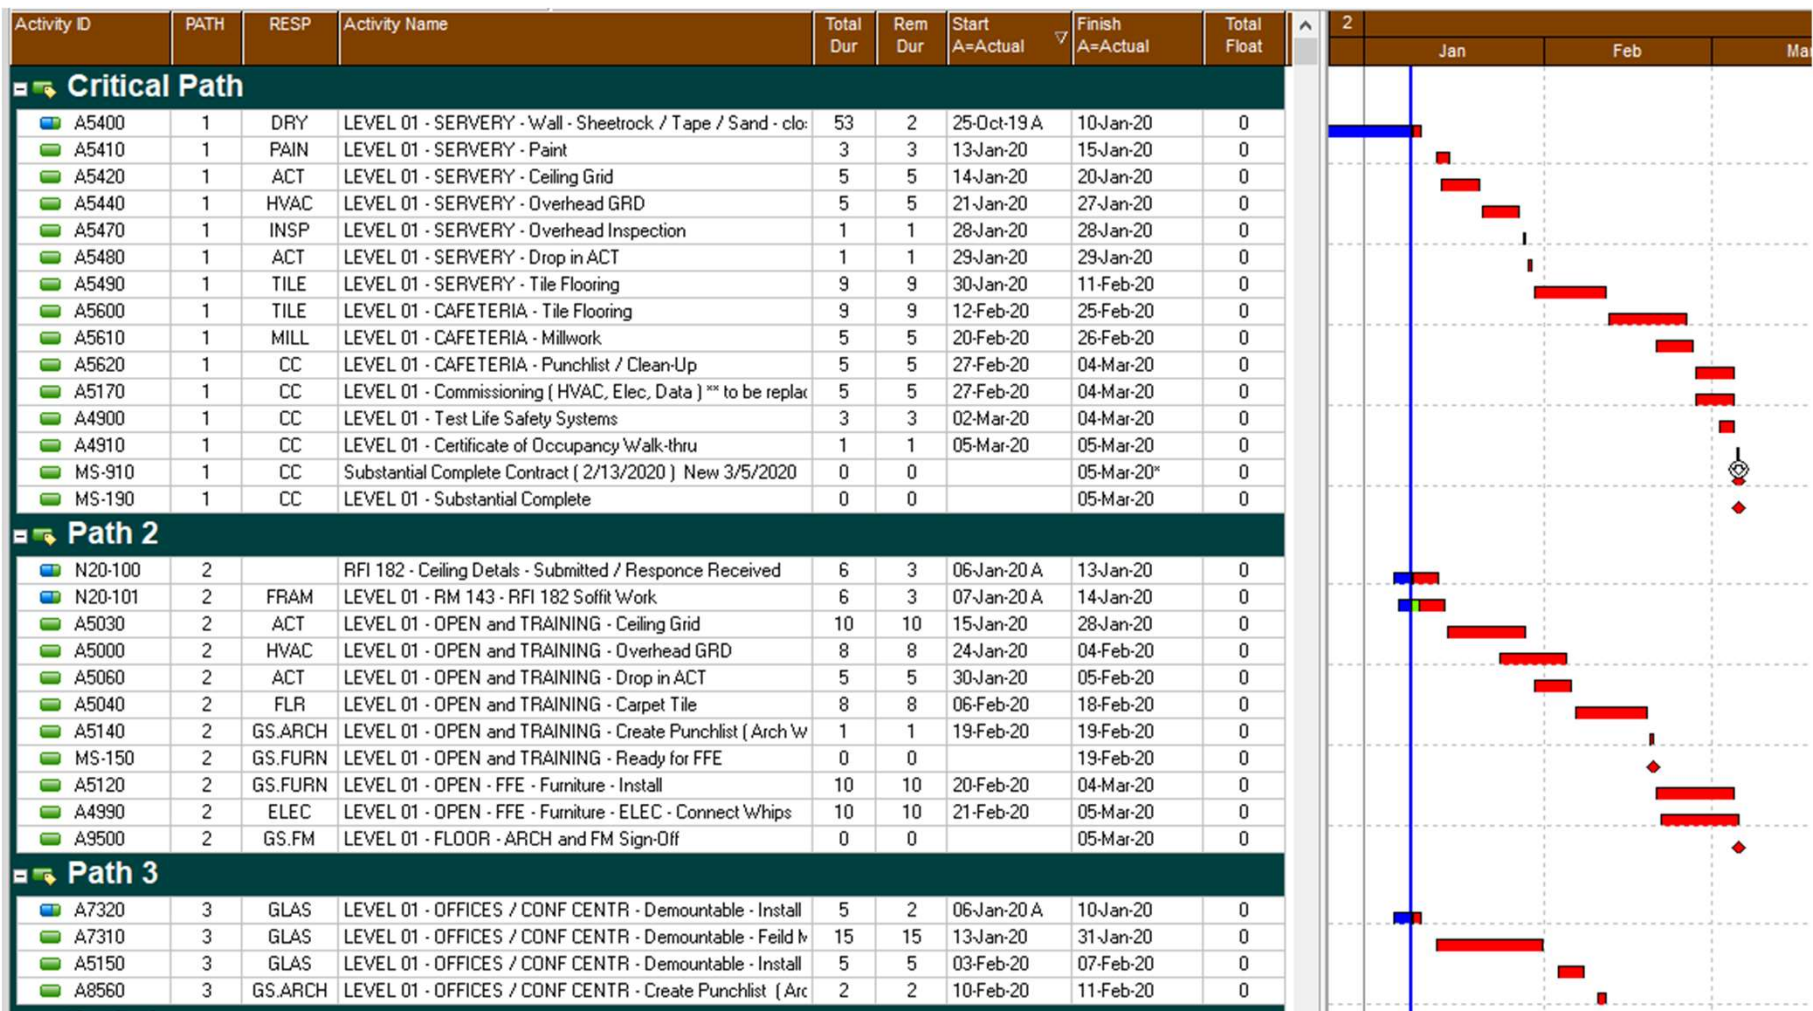 Activity ID PATH RESP Activity Name Total Dur Rem Dur Start A=Actual Finish A=Actual Total Float 2 Jan Feb Mar
Critical Path
A5400 1 DRY LEVEL 01 - SERVERY - Wall - Sheetrock / Tape / Sand - clo: 53 2 25-Oct-19 A 10-Jan-20 0
A5410 1 PAIN LEVEL 01 - SERVERY - Paint 3 3 13-Jan-20 15-Jan-20 0
A5420 1 ACT LEVEL 01 - SERVERY - Ceiling Grid 5 5 14-Jan-20 20-Jan-20 0
A5440 1 HVAC LEVEL 01 - SERVERY - Overhead GRD 5 5 21-Jan-20 27-Jan-20 0
A5470 1 INSP LEVEL 01 - SERVERY - Overhead Inspection 1 1 28-Jan-20 28-Jan-20 0
A5480 1 ACT LEVEL 01 - SERVERY - Drop in ACT 1 1 29-Jan-20 29-Jan-20 0
A5490 1 TILE LEVEL 01 - SERVERY - Tile Flooring 9 9 30-Jan-20 11-Feb-20 0
A5600 1 TILE LEVEL 01 - CAFETERIA - Tile Flooring 9 9 12-Feb-20 25-Feb-20 0
A5610 1 MILL LEVEL 01 - CAFETERIA - Millwork 5 5 20-Feb-20 26-Feb-20 0
A5620 1 CC LEVEL 01 - CAFETERIA - Punchlist / Clean-Up 5 5 27-Feb-20 04-Mar-20 0
A5170 1 CC LEVEL 01 - Commissioning ( HVAC, Elec, Data ) ** to be replac 5 5 27-Feb-20 04-Mar-20 0
A4900 1 CC LEVEL 01 - Test Life Safety Systems 3 3 02-Mar-20 04-Mar-20 0
A4910 1 CC LEVEL 01 - Certificate of Occupancy Walk-thru 1 1 05-Mar-20 05-Mar-20 0
MS-910 1 CC Substantial Complete Contract ( 2/13/2020 ) New 3/5/2020 0 0 05-Mar-20* 0
MS-190 1 CC LEVEL 01 - Substantial Complete 0 0 05-Mar-20 0
Path 2
N20-100 2 RFI 182 - Ceiling Detals - Submitted / Responce Received 6 3 06-Jan-20 A 13-Jan-20 0
N20-101 2 FRAM LEVEL 01 - RM 143 - RFI 182 Soffit Work 6 3 07-Jan-20 A 14-Jan-20 0
A5030 2 ACT LEVEL 01 - OPEN and TRAINING - Ceiling Grid 10 10 15-Jan-20 28-Jan-20 0
A5000 2 HVAC LEVEL 01 - OPEN and TRAINING - Overhead GRD 8 8 24-Jan-20 04-Feb-20 0
A5060 2 ACT LEVEL 01 - OPEN and TRAINING - Drop in ACT 5 5 30-Jan-20 05-Feb-20 0
A5040 2 FLR LEVEL 01 - OPEN and TRAINING - Carpet Tile 8 8 06-Feb-20 18-Feb-20 0
A5140 2 GS.ARCH LEVEL 01 - OPEN and TRAINING - Create Punchlist ( Arch W 1 1 19-Feb-20 19-Feb-20 0
MS-150 2 GS.FURN LEVEL 01 - OPEN and TRAINING - Ready for FFE 0 0 19-Feb-20 0
A5120 2 GS.FURN LEVEL 01 - OPEN - FFE - Furniture - Install 10 10 20-Feb-20 04-Mar-20 0
A4990 2 ELEC LEVEL 01 - OPEN - FFE - Furniture - ELEC - Connect Whips 10 10 21-Feb-20 05-Mar-20 0
A9500 2 GS.FM LEVEL 01 - FLOOR - ARCH and FM Sign-Off 0 0 05-Mar-20 0
Path 3
A7320 3 GLAS LEVEL 01 - OFFICES / CONF CENTR - Demountable - Install 5 2 06-Jan-20 A 10-Jan-20 0
A7310 3 GLAS LEVEL 01 - OFFICES / CONF CENTR - Demountable - Feild M 15 15 13-Jan-20 31-Jan-20 0
A5150 3 GLAS LEVEL 01 - OFFICES / CONF CENTR - Demountable - Install 5 5 03-Feb-20 07-Feb-20 0
A8560 3 GS.ARCH LEVEL 01 - OFFICES / CONF CENTR - Create Punchlist ( Arc 2 2 10-Feb-20 11-Feb-20 0